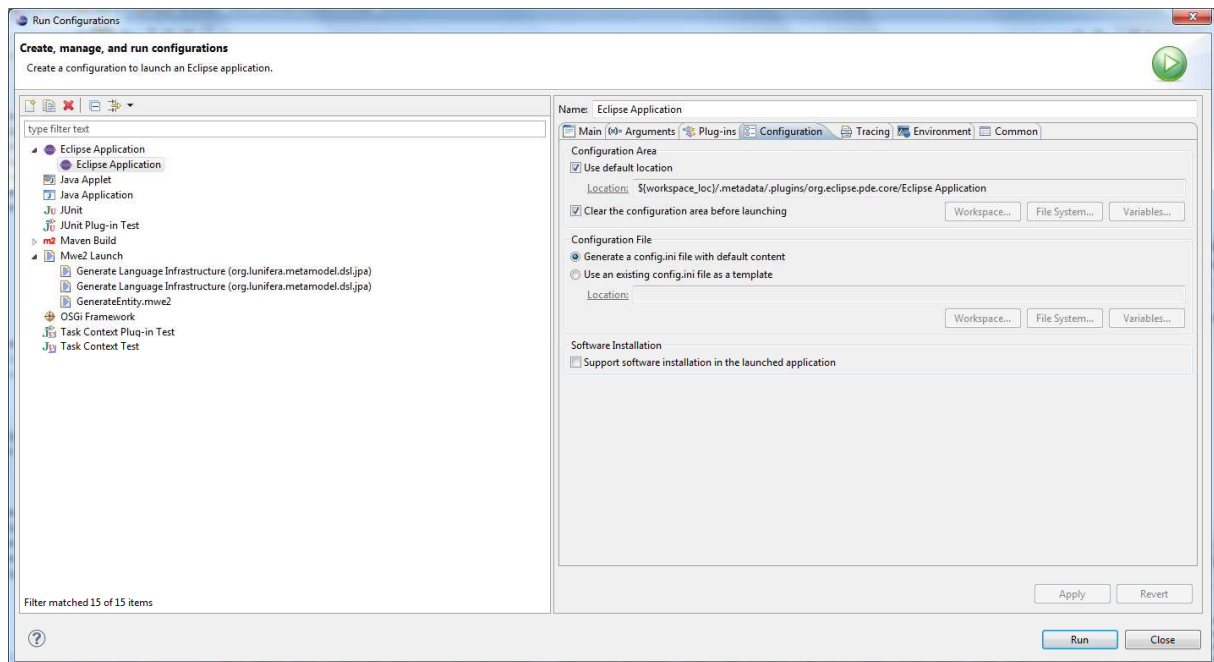 Run Configurations
Create, manage, and run configurations
Create a configuration to launch an Eclipse application.
type filter text
Eclipse Application
Eclipse Application
Java Applet
Java Application
Ju JUnit
JUnit Plug-in Test
m2 Maven Build
Mwe2 Launch
Generate Language Infrastructure (org.lunifera.metamodel.dsl.jpa)
Generate Language Infrastructure (org.lunifera.metamodel.dsl.jpa)
GenerateEntity.mwe2
OSGi Framework
Task Context Plug-in Test
Task Context Test
Filter matched 15 of 15 items
Name: Eclipse Application
Main (x)= Arguments Plug-ins Configuration Tracing Environment Common
Configuration Area
Use default location
Location: ${workspace_loc}/.metadata/.plugins/org.eclipse.pde.core/Eclipse Application
Clear the configuration area before launching Workspace... File System... Variables...
Configuration File
Generate a config.ini file with default content
Use an existing config.ini file as a template
Location:
Workspace... File System... Variables...
Software Installation
Support software installation in the launched application
Apply Revert
? Run Close